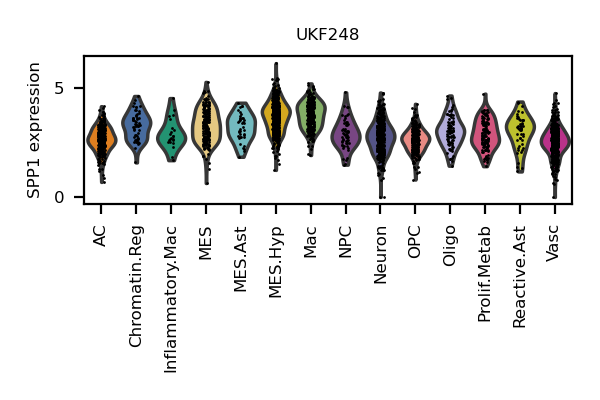 UKF248
SPP1 expression
5
0
AC
Chromatin.Reg
Inflammatory.Mac
MES
MES.Ast
MES.Hyp
Mac
NPC
Neuron
OPC
Oligo
Prolif.Metab
Reactive.Ast
Vasc